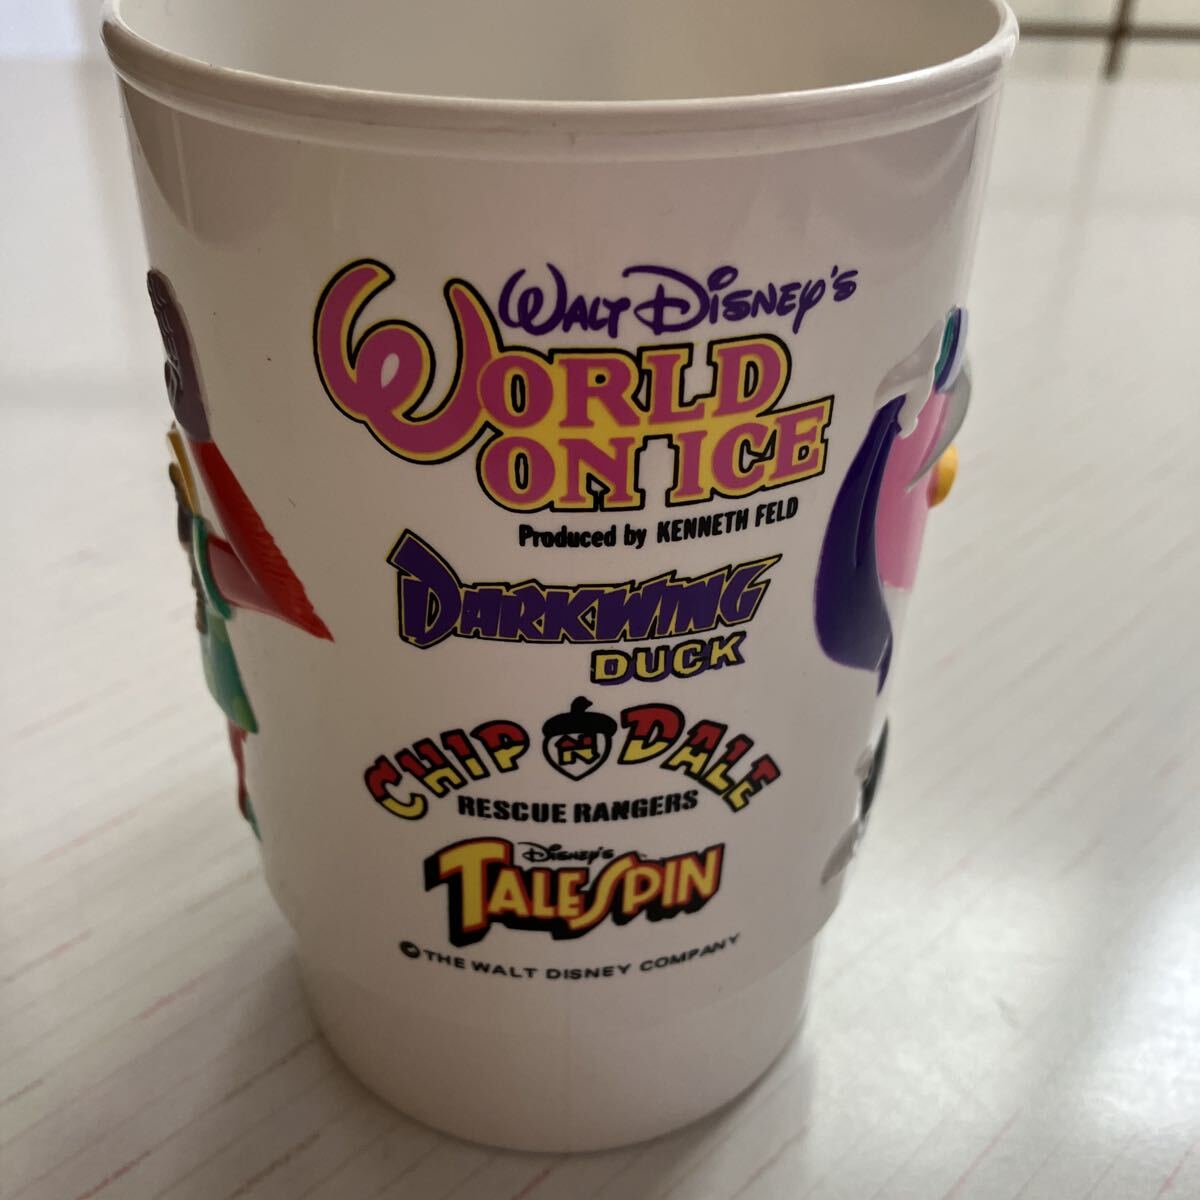 WALT DISNEY'S
WORLD
ON ICE
Produced by KENNETH FELD
DARKWING
DUCK
CHIP N DALE
RESCUE RANGERS
DISNEY'S
TALESPIN
© THE WALT DISNEY COMPANY